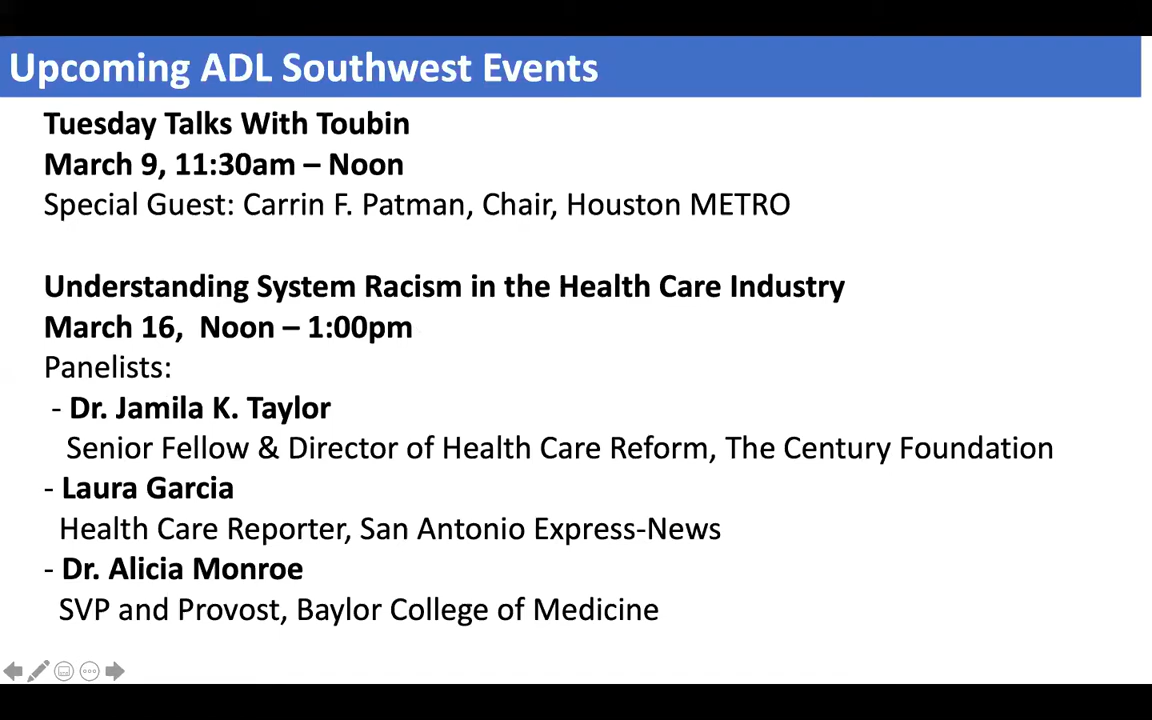 Upcoming ADL Southwest Events
Tuesday Talks With Toubin
March 9, 11:30am – Noon
Special Guest: Carrin F. Patman, Chair, Houston METRO
Understanding System Racism in the Health Care Industry
March 16,  Noon – 1:00pm
Panelists:
- Dr. Jamila K. Taylor
Senior Fellow & Director of Health Care Reform, The Century Foundation
- Laura Garcia
Health Care Reporter, San Antonio Express-News
- Dr. Alicia Monroe
SVP and Provost, Baylor College of Medicine